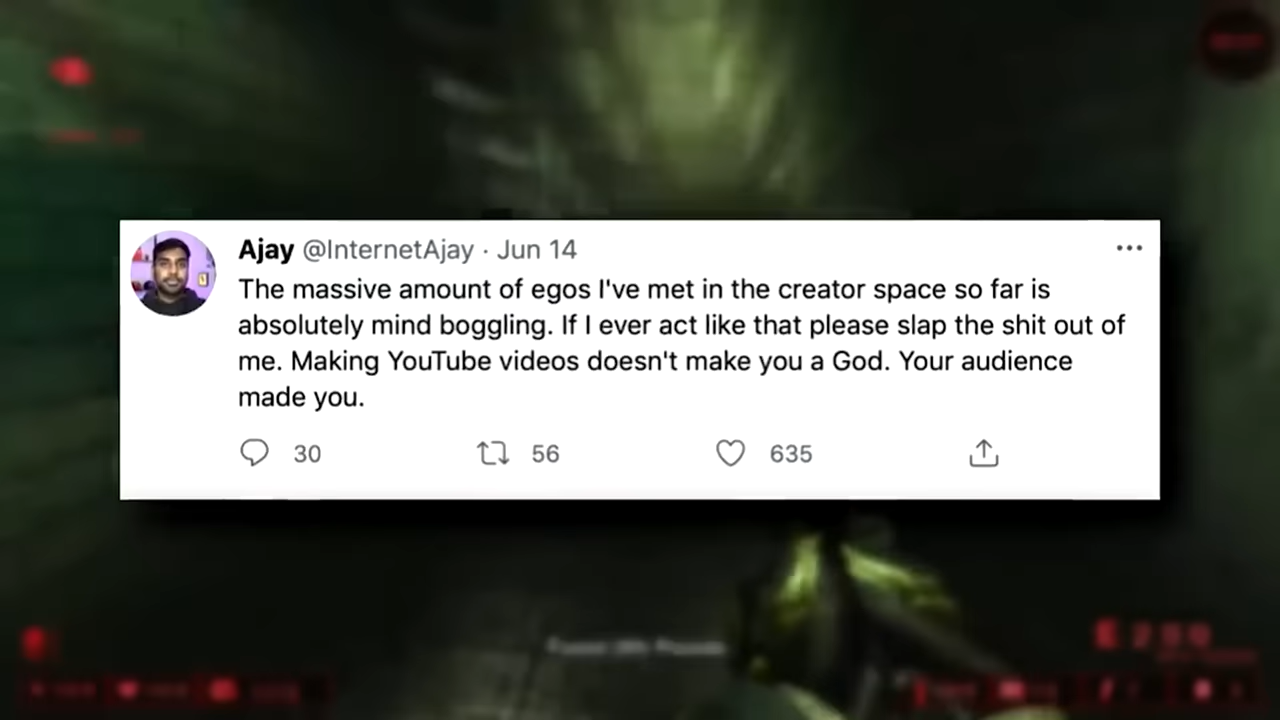 Ajay @InternetAjay · Jun 14
The massive amount of egos I've met in the creator space so far is
absolutely mind boggling. If I ever act like that please slap the shit out of
me. Making YouTube videos doesn't make you a God. Your audience
made you.
30 56 635